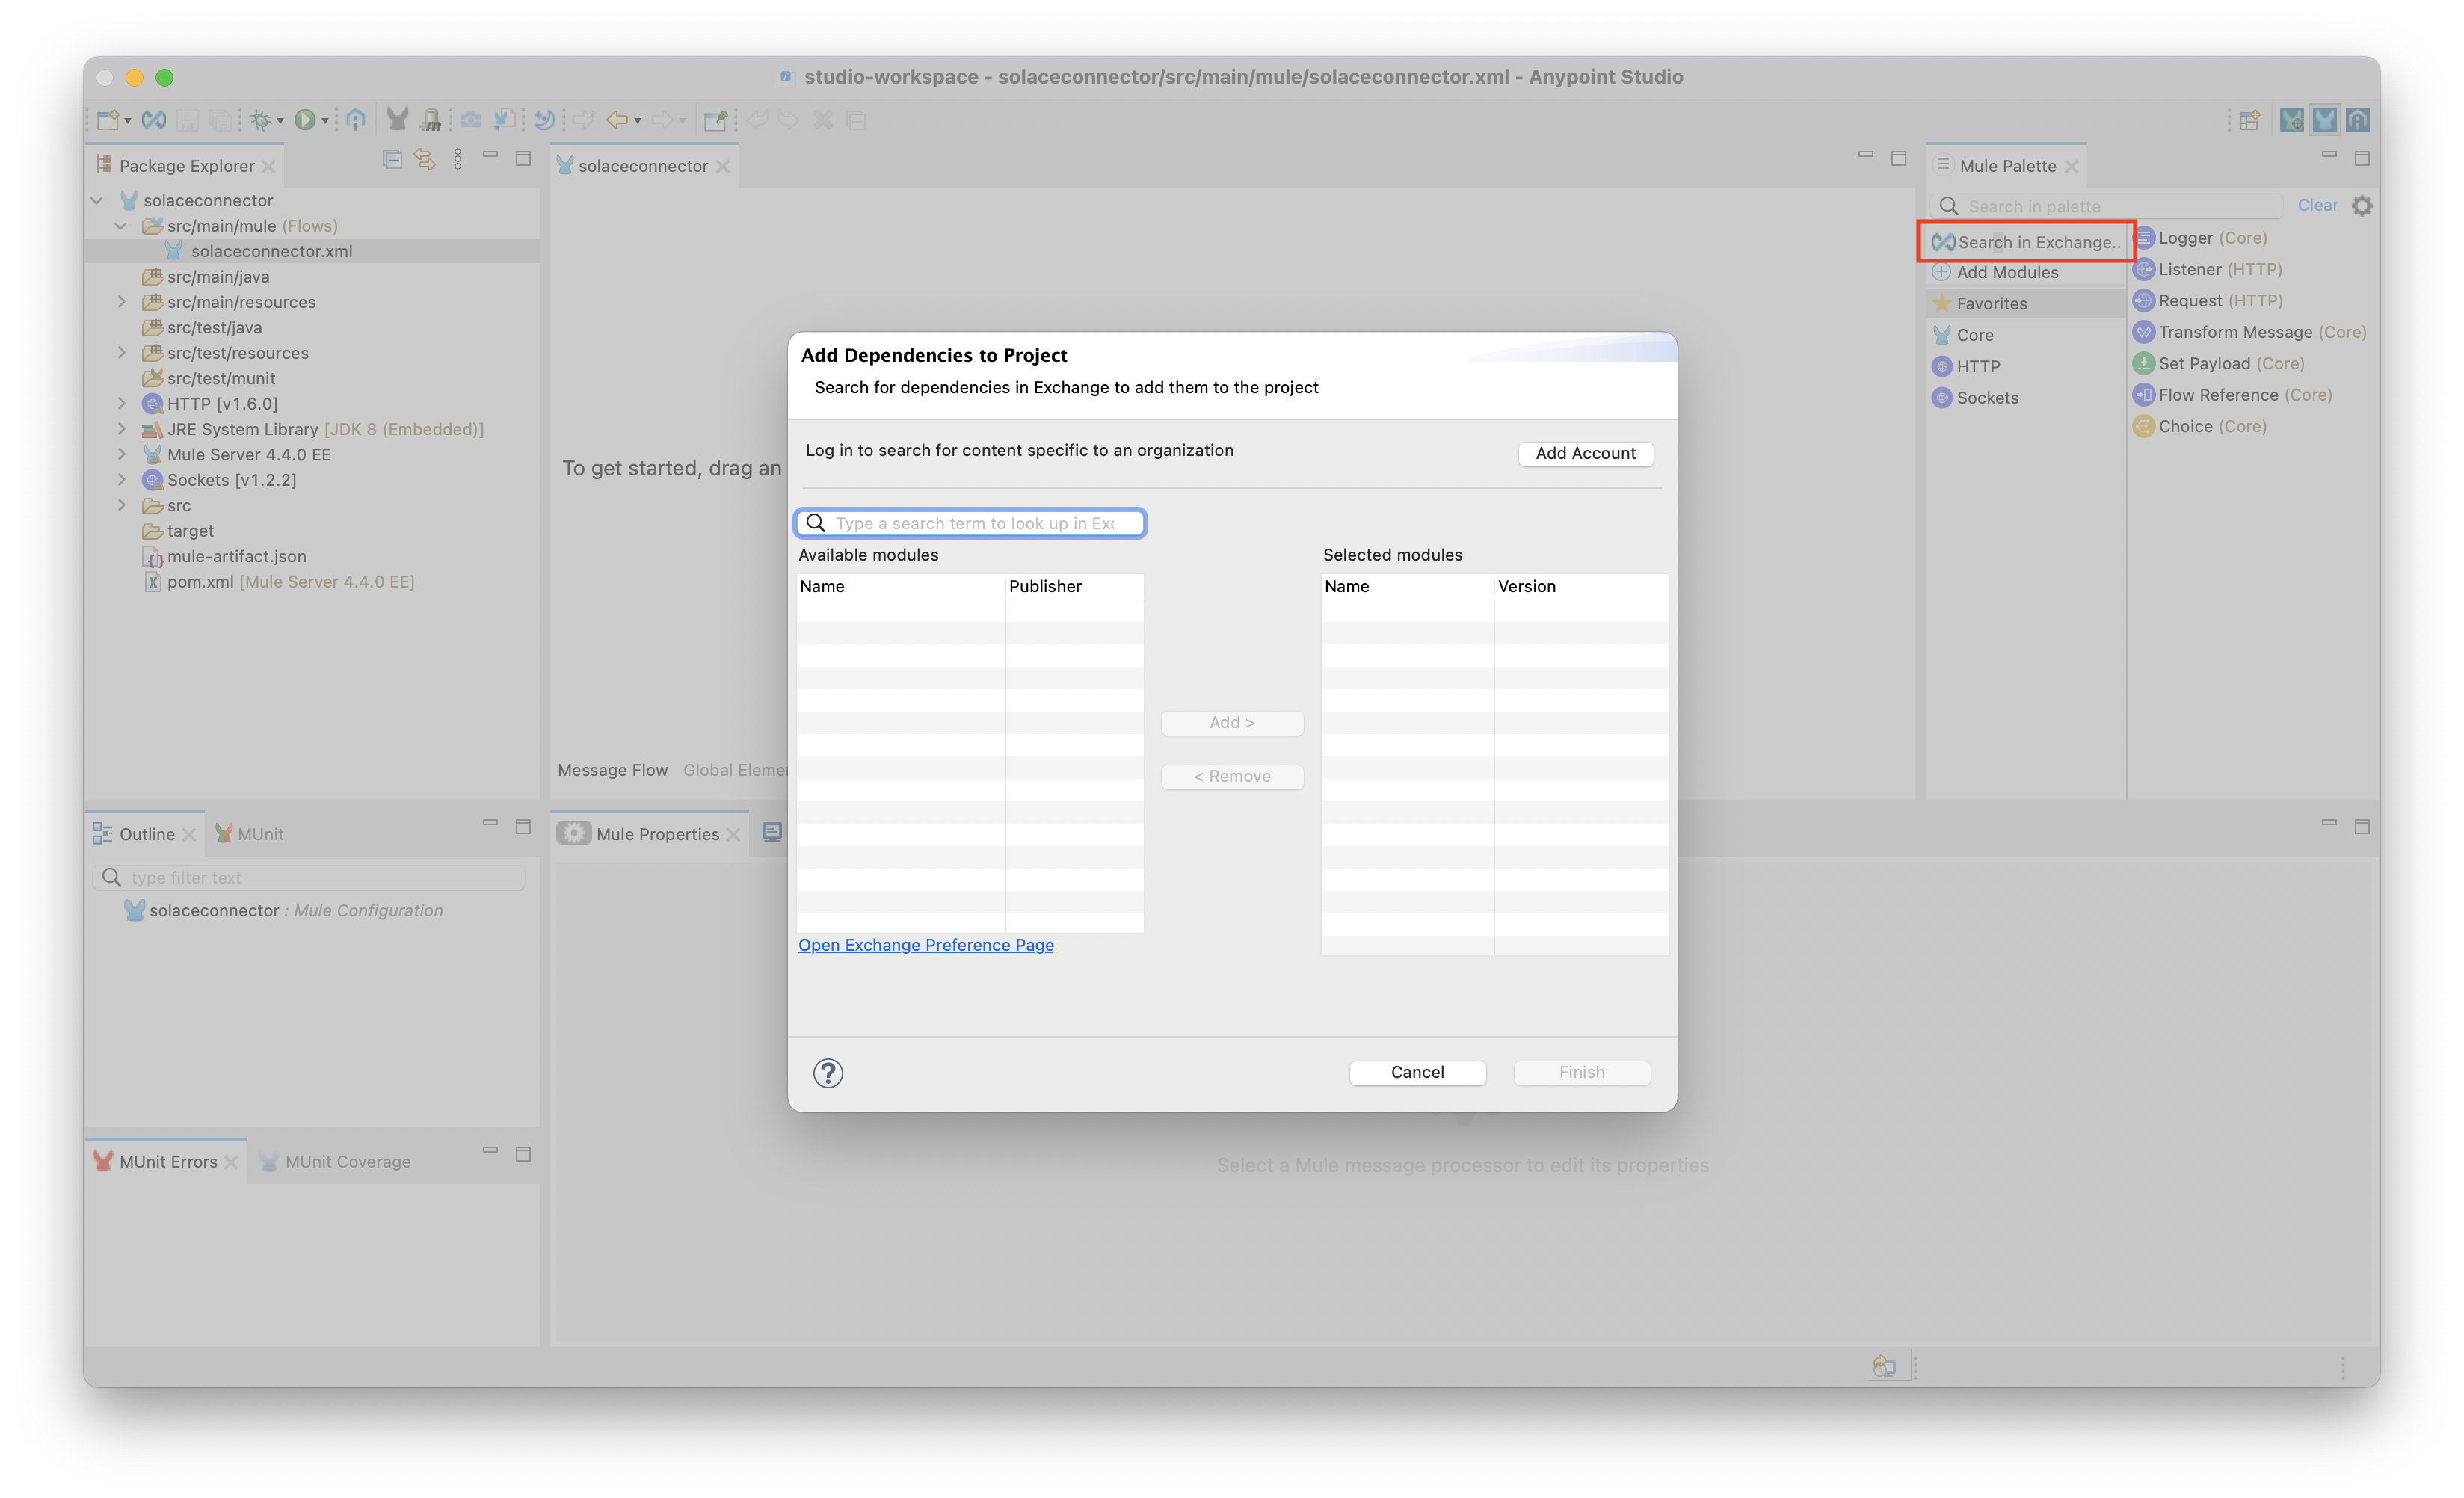 studio-workspace - solaceconnector/src/main/mule/solaceconnector.xml - Anypoint Studio
Package Explorer
solaceconnector
src/main/mule (Flows)
solaceconnector.xml
src/main/java
src/main/resources
src/test/java
src/test/resources
src/test/munit
HTTP [v1.6.0]
JRE System Library [JDK 8 (Embedded)]
Mule Server 4.4.0 EE
Sockets [v1.2.2]
src
target
mule-artifact.json
pom.xml [Mule Server 4.4.0 EE]
solaceconnector
To get started, drag an
Message Flow Global Elemen
Mule Palette
Search in palette
Clear
Search in Exchange..
Add Modules
Favorites
Core
HTTP
Sockets
Logger (Core)
Listener (HTTP)
Request (HTTP)
Transform Message (Core)
Set Payload (Core)
Flow Reference (Core)
Choice (Core)
Add Dependencies to Project
Search for dependencies in Exchange to add them to the project
Log in to search for content specific to an organization
Add Account
Type a search term to look up in Exc
Available modules
Name Publisher
Selected modules
Name Version
Add >
< Remove
Open Exchange Preference Page
?
Cancel
Finish
Outline
MUnit
type filter text
solaceconnector : Mule Configuration
Mule Properties
Select a Mule message processor to edit its properties
MUnit Errors
MUnit Coverage